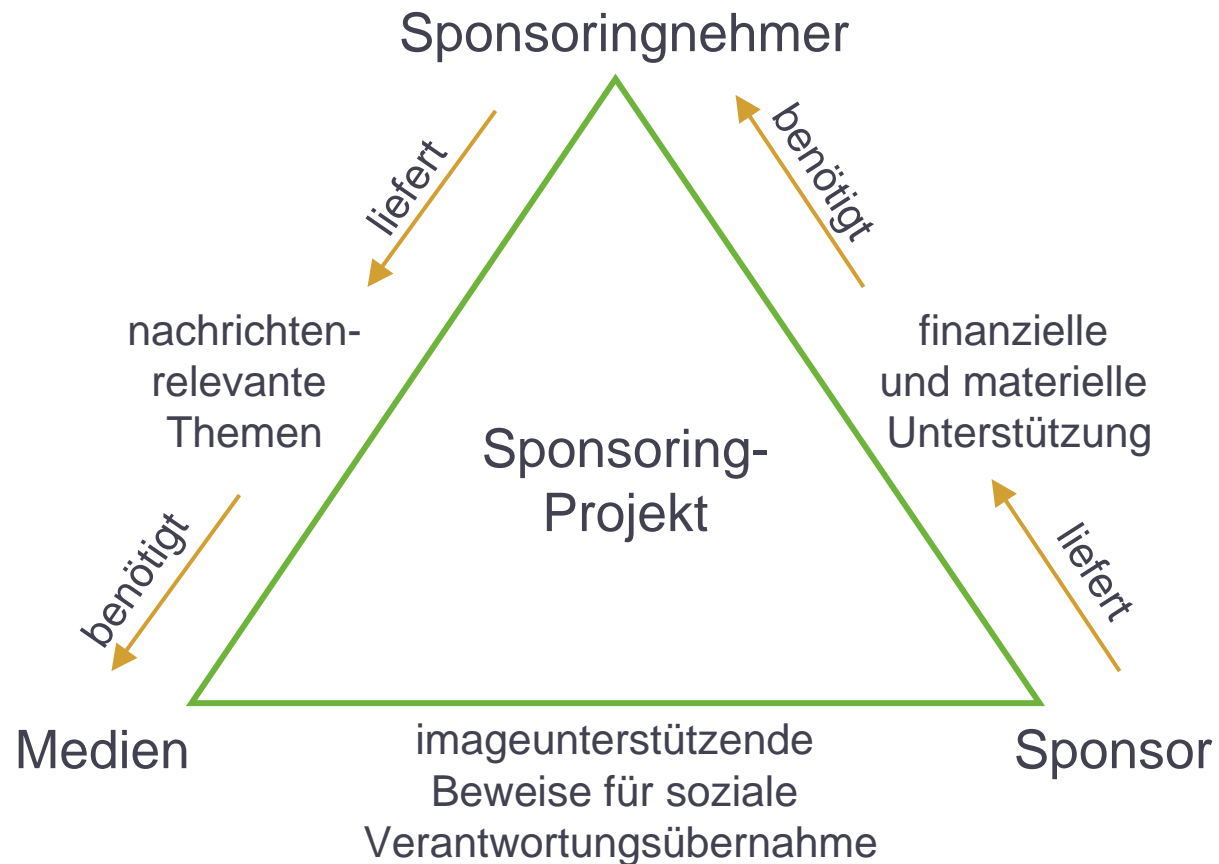 Sponsoringnehmer
liefert
benötigt
nachrichten-
relevante
Themen
finanzielle
und materielle
Unterstützung
Sponsoring-
Projekt
benötigt
liefert
Medien
Sponsor
imageunterstützende
Beweise für soziale
Verantwortungsübernahme